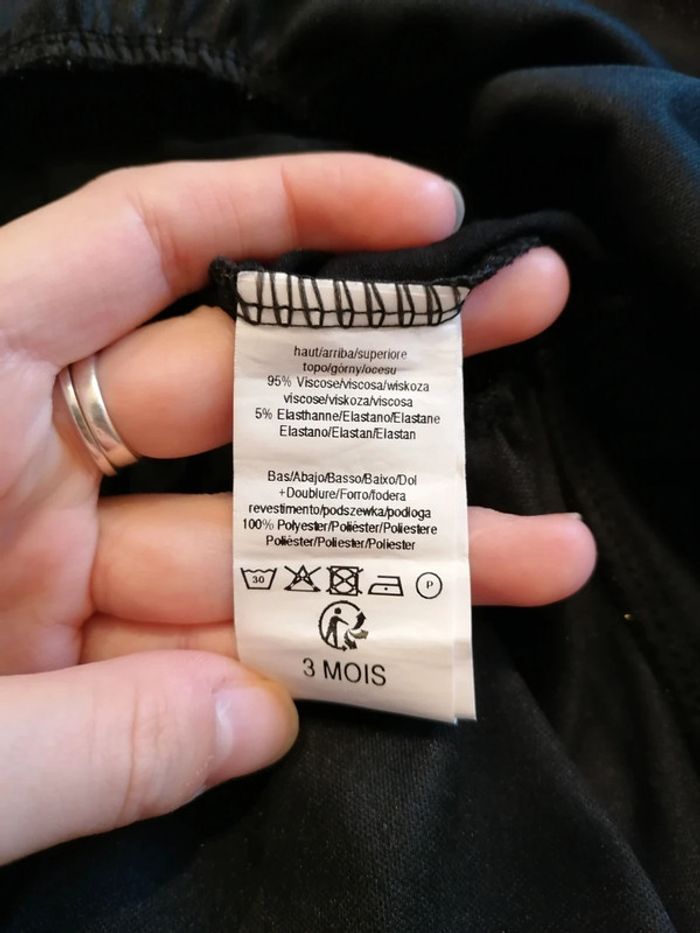 haut/arriba/superiore
topo/górny/ocesu
95% Viscose/viscosa/wiskoza
viscose/viskoza/viscosa
5% Elasthanne/Elastano/Elastane
Elastano/Elastan/Elastan
Bas/Abajo/Basso/Baixo/Dol
+Doublure/Forro/fodera
revestimento/podszewka/podloga
100% Polyester/Poliéster/Poliestere
Poliéster/Poliester/Poliester
30 P
3 MOIS